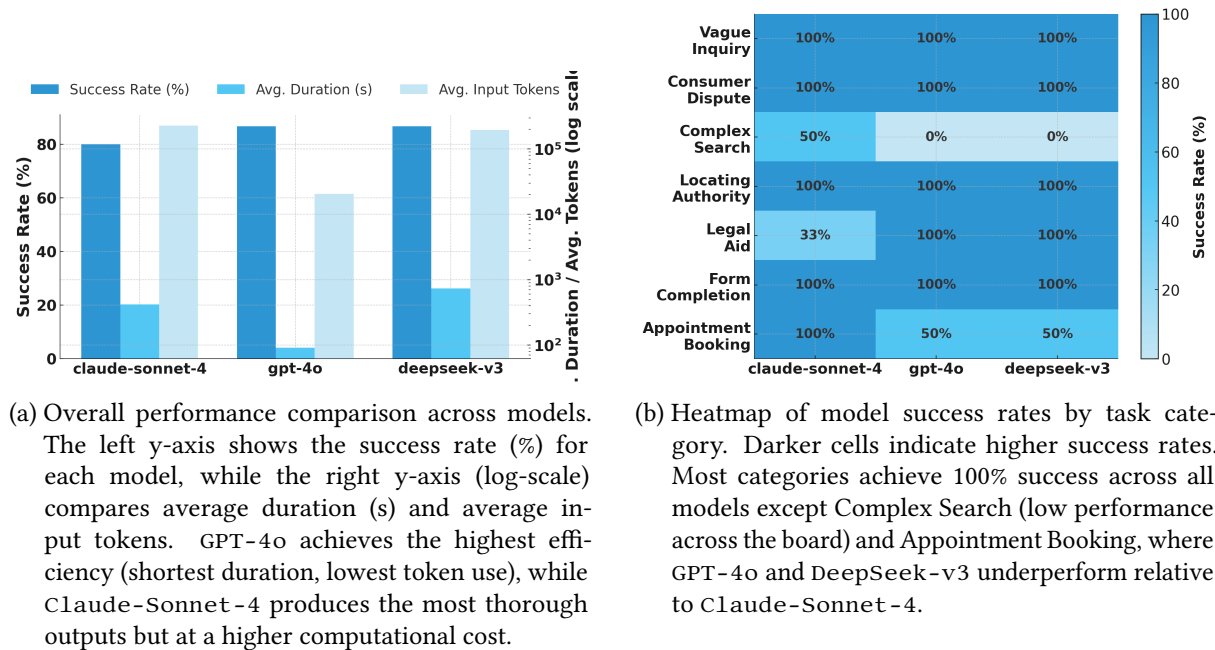 Success Rate (%)
Avg. Duration (s)
Avg. Input Tokens
Success Rate (%)
80
60
40
20
0
10⁵
10⁴
10³
10²
. Duration / Avg. Tokens (log scale
claude-sonnet-4
gpt-4o
deepseek-v3
(a) Overall performance comparison across models.
The left y-axis shows the success rate (%) for
each model, while the right y-axis (log-scale)
compares average duration (s) and average in-
put tokens. GPT-4o achieves the highest effi-
ciency (shortest duration, lowest token use), while
Claude-Sonnet-4 produces the most thorough
outputs but at a higher computational cost.
Vague
Inquiry
100% 100% 100%
Consumer
Dispute
100% 100% 100%
Complex
Search
50% 0% 0%
Locating
Authority
100% 100% 100%
Legal
Aid
33% 100% 100%
Form
Completion
100% 100% 100%
Appointment
Booking
100% 50% 50%
claude-sonnet-4
gpt-4o
deepseek-v3
100
80
60
40
20
0
Success Rate (%)
(b) Heatmap of model success rates by task cate-
gory. Darker cells indicate higher success rates.
Most categories achieve 100% success across all
models except Complex Search (low performance
across the board) and Appointment Booking, where
GPT-4o and DeepSeek-v3 underperform relative
to Claude-Sonnet-4.